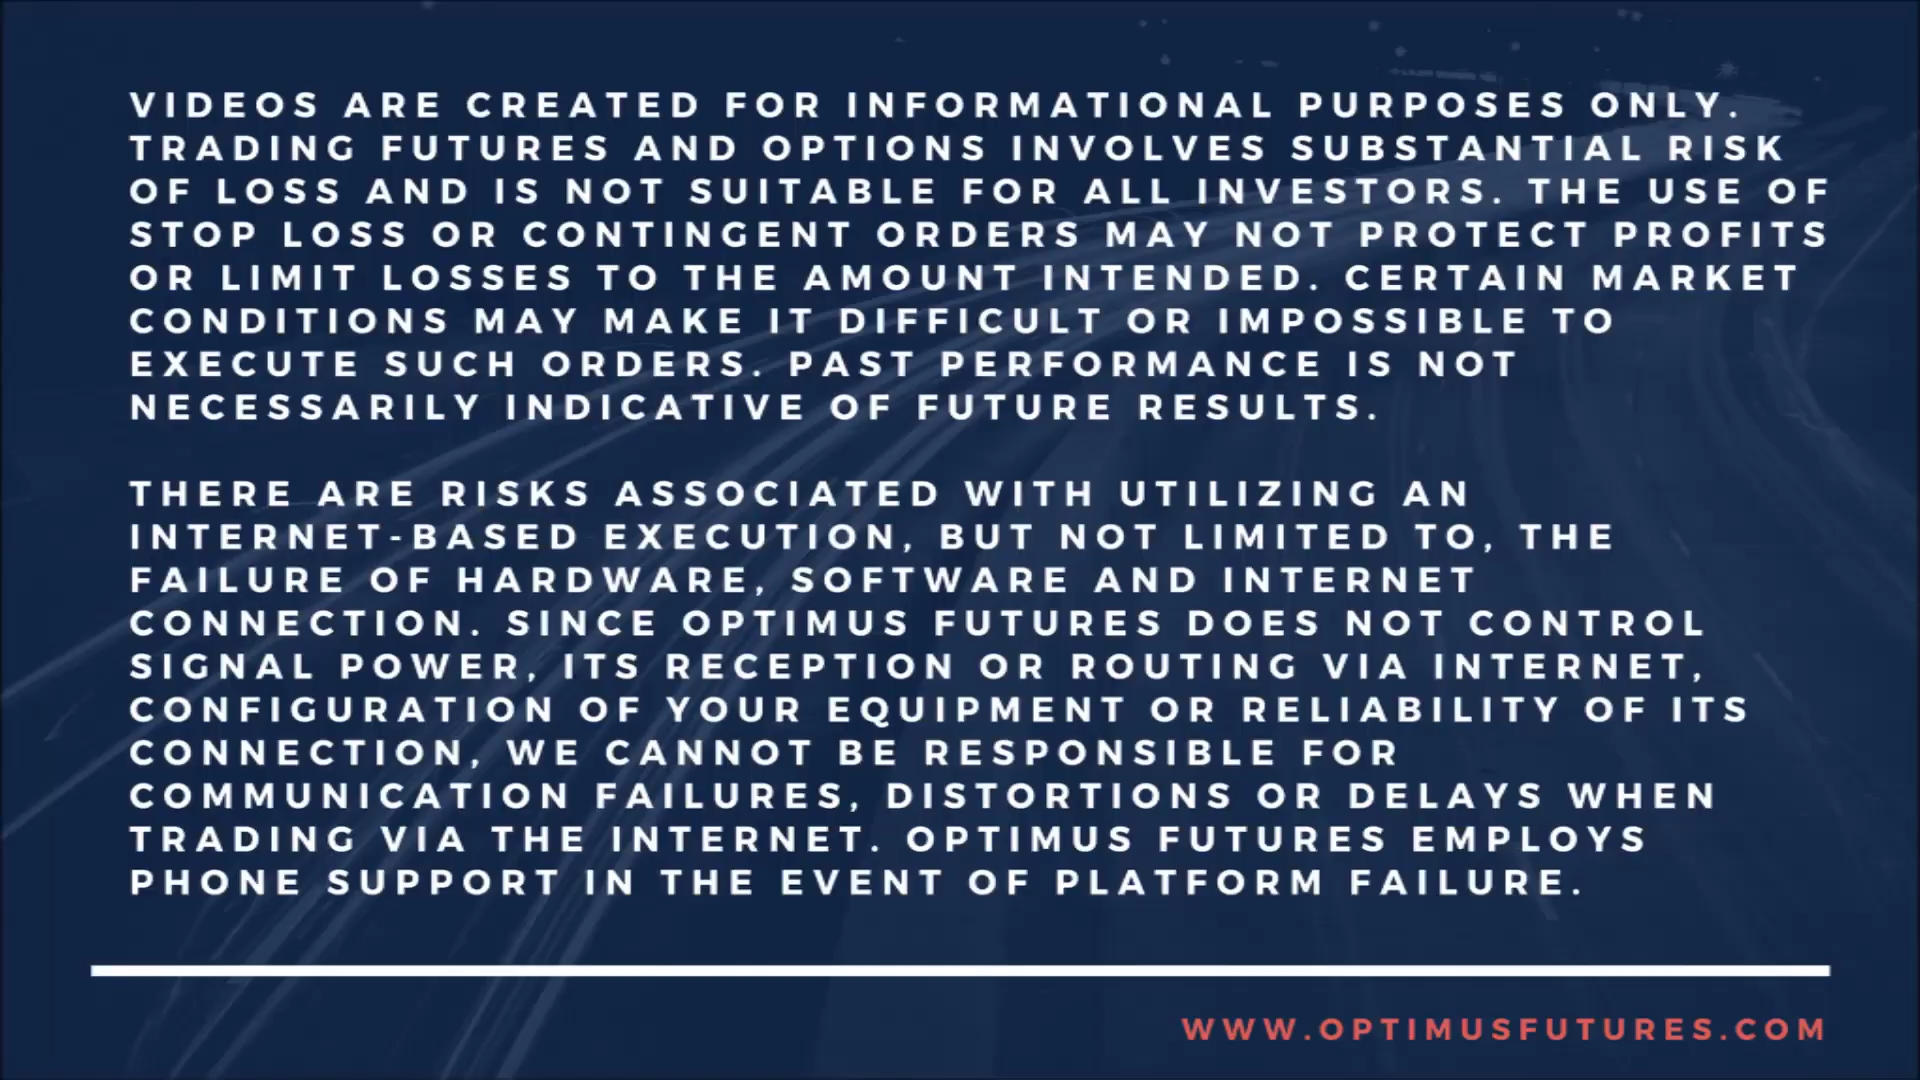 VIDEOS ARE CREATED FOR INFORMATIONAL PURPOSES ONLY.
TRADING FUTURES AND OPTIONS INVOLVES SUBSTANTIAL RISK
OF LOSS AND IS NOT SUITABLE FOR ALL INVESTORS. THE USE OF
STOP LOSS OR CONTINGENT ORDERS MAY NOT PROTECT PROFITS
OR LIMIT LOSSES TO THE AMOUNT INTENDED. CERTAIN MARKET
CONDITIONS MAY MAKE IT DIFFICULT OR IMPOSSIBLE TO
EXECUTE SUCH ORDERS. PAST PERFORMANCE IS NOT
NECESSARILY INDICATIVE OF FUTURE RESULTS.
THERE ARE RISKS ASSOCIATED WITH UTILIZING AN
INTERNET-BASED EXECUTION, BUT NOT LIMITED TO, THE
FAILURE OF HARDWARE, SOFTWARE AND INTERNET
CONNECTION. SINCE OPTIMUS FUTURES DOES NOT CONTROL
SIGNAL POWER, ITS RECEPTION OR ROUTING VIA INTERNET,
CONFIGURATION OF YOUR EQUIPMENT OR RELIABILITY OF ITS
CONNECTION, WE CANNOT BE RESPONSIBLE FOR
COMMUNICATION FAILURES, DISTORTIONS OR DELAYS WHEN
TRADING VIA THE INTERNET. OPTIMUS FUTURES EMPLOYS
PHONE SUPPORT IN THE EVENT OF PLATFORM FAILURE.
WWW.OPTIMUSFUTURES.COM